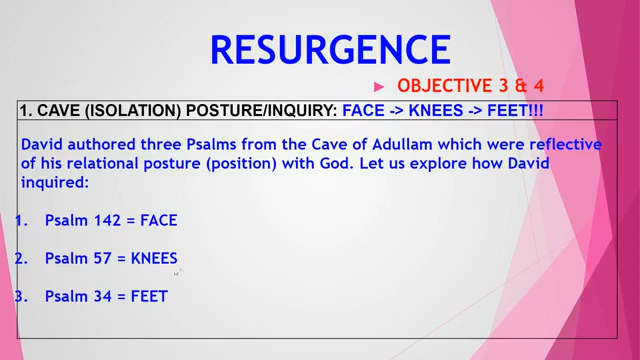 RESURGENCE
► OBJECTIVE 3 & 4
1. CAVE (ISOLATION) POSTURE/INQUIRY: FACE -> KNEES -> FEET!!!
David authored three Psalms from the Cave of Adullam which were reflective
of his relational posture (position) with God. Let us explore how David
inquired:
1. Psalm 142 = FACE
2. Psalm 57 = KNEES
3. Psalm 34 = FEET